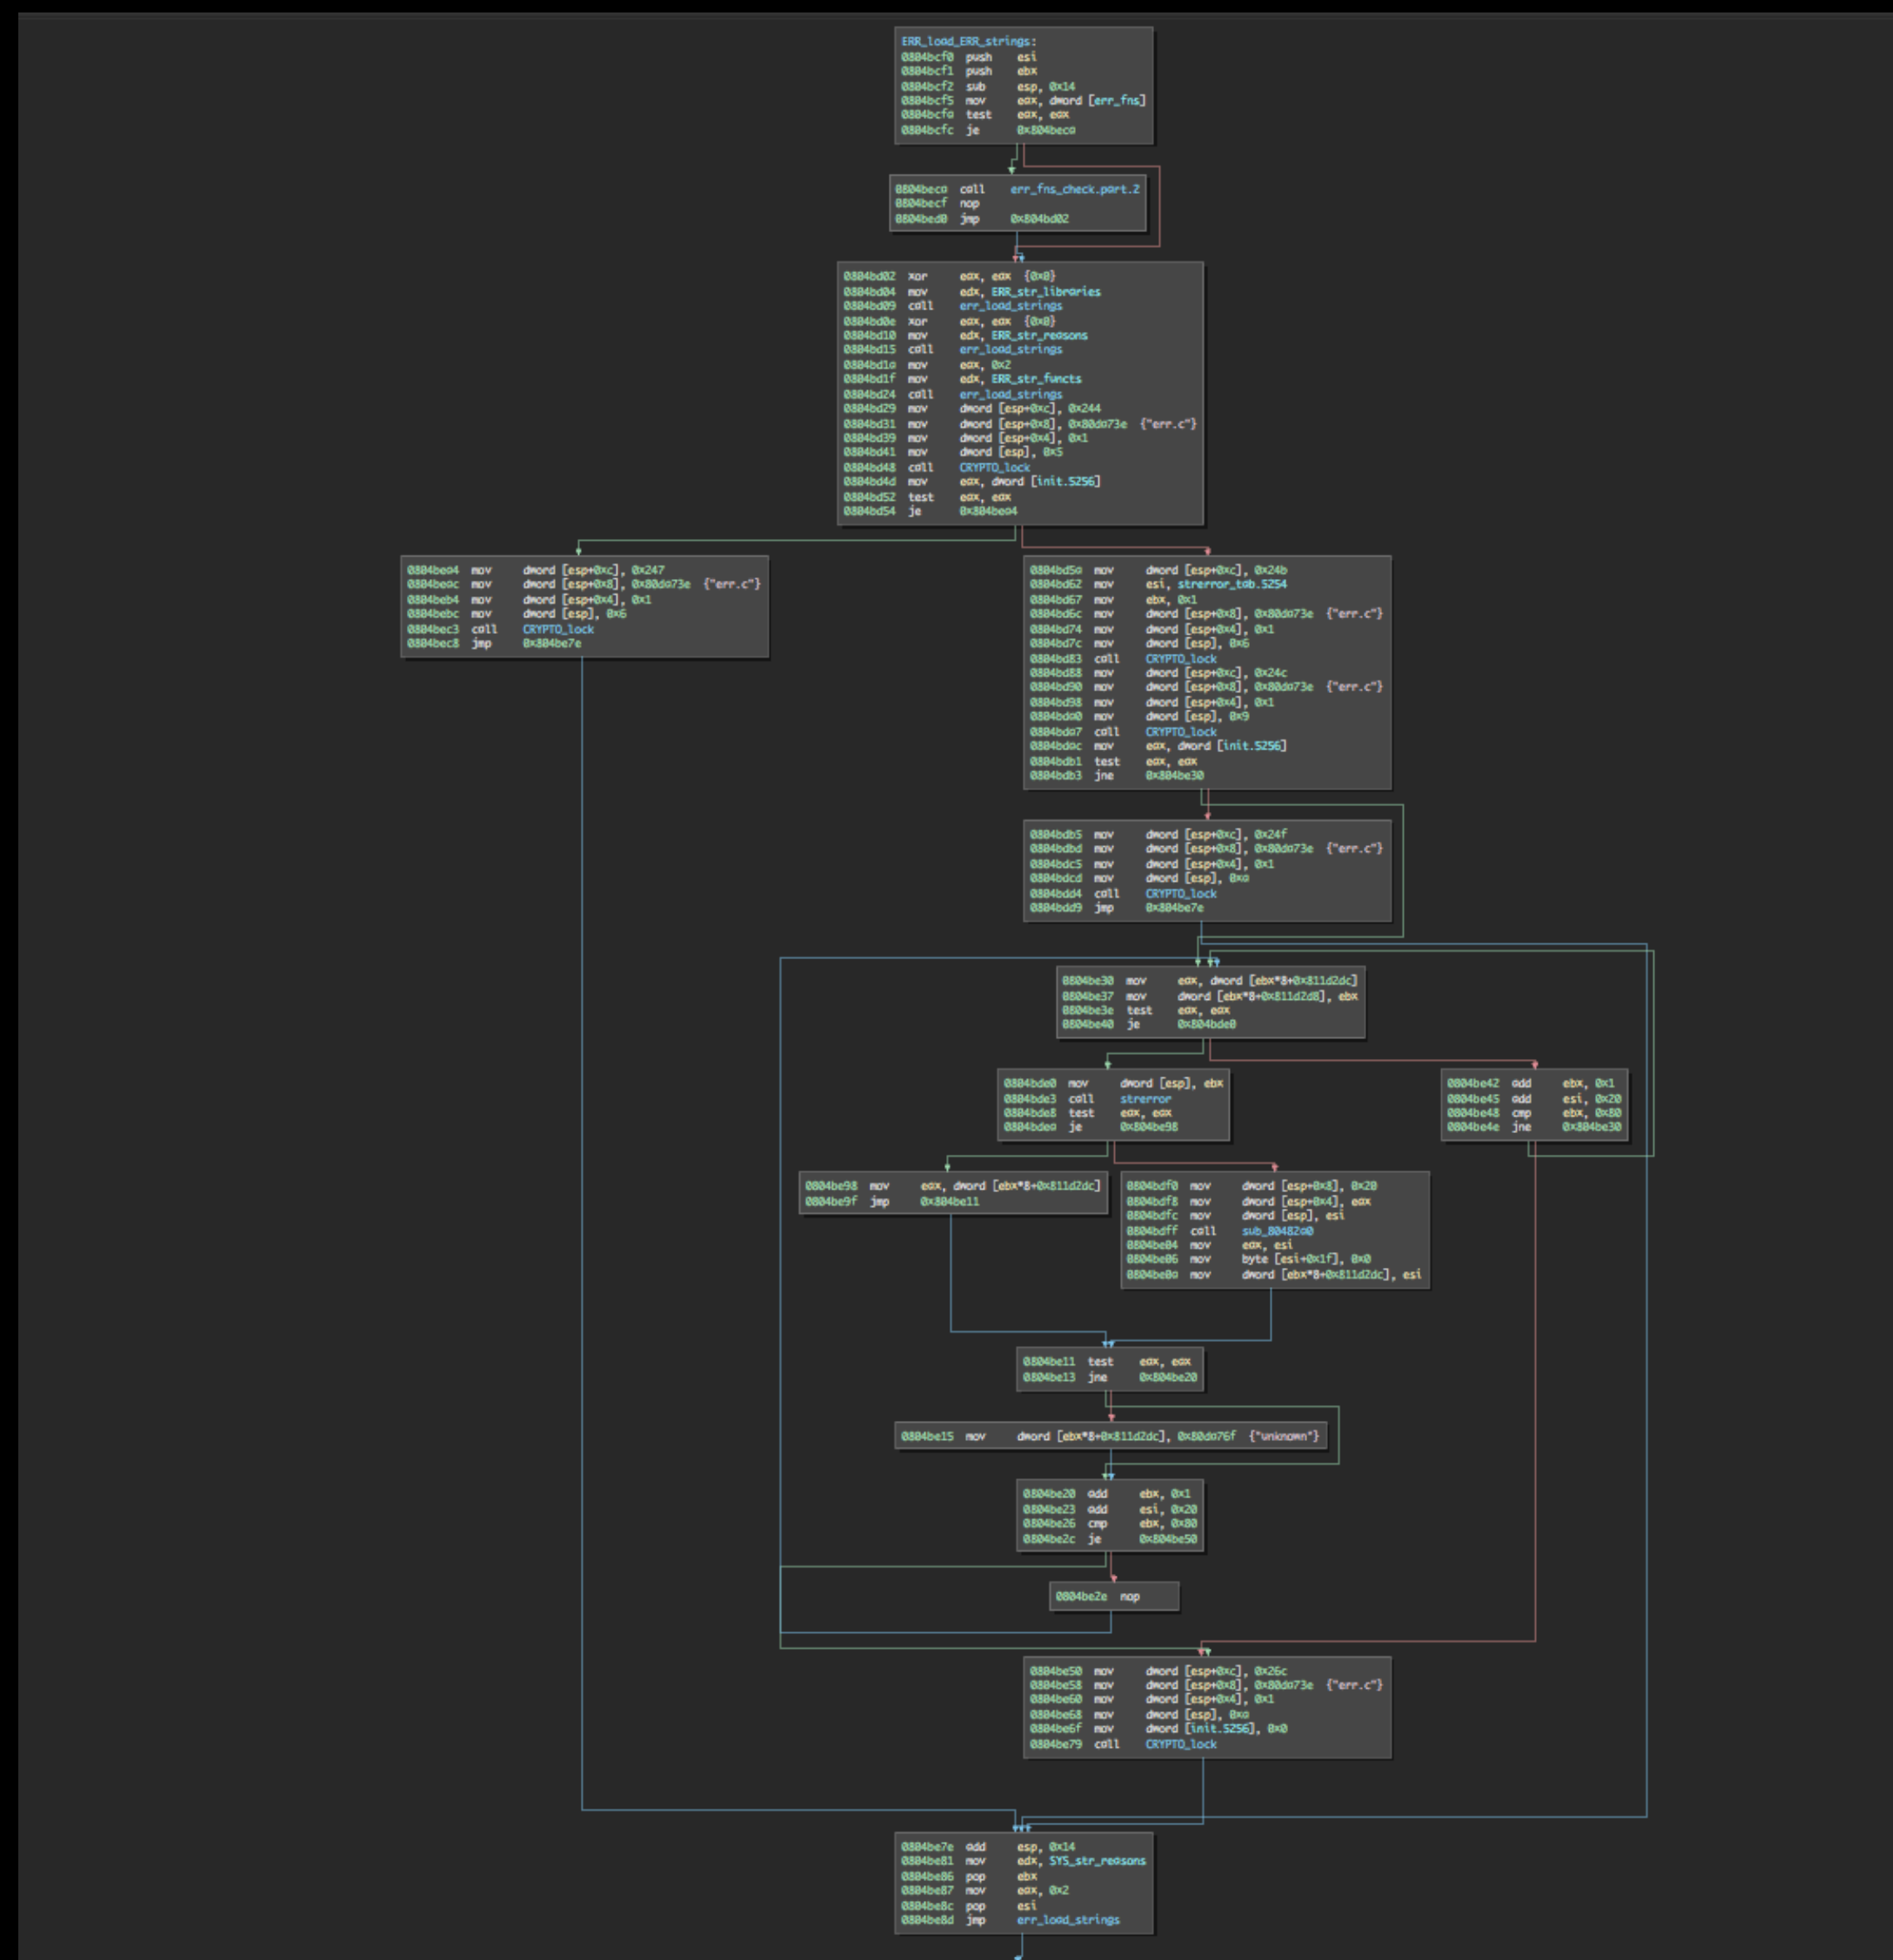 ERR_load_ERR_strings:
0804bcf0 push esi
0804bcf1 push ebx
0804bcf2 sub esp, 0x14
0804bcf5 mov eax, dword [err_fns]
0804bcfa test eax, eax
0804bcfc je 0x804beca
0804beca call err_fns_check.part.2
0804becf nop
0804bed0 jmp 0x804bd02
0804bd02 xor eax, eax {0x0}
0804bd04 mov edx, ERR_str_libraries
0804bd09 call err_load_strings
0804bd0e xor eax, eax {0x0}
0804bd10 mov edx, ERR_str_reasons
0804bd15 call err_load_strings
0804bd1a mov eax, 0x2
0804bd1f mov edx, ERR_str_functs
0804bd24 call err_load_strings
0804bd29 mov dword [esp+0xc], 0x244
0804bd31 mov dword [esp+0x8], 0x80da73e {"err.c"}
0804bd39 mov dword [esp+0x4], 0x1
0804bd41 mov dword [esp], 0x5
0804bd48 call CRYPTO_lock
0804bd4d mov eax, dword [init.5256]
0804bd52 test eax, eax
0804bd54 je 0x804bea4
0804bea4 mov dword [esp+0xc], 0x247
0804beac mov dword [esp+0x8], 0x80da73e {"err.c"}
0804beb4 mov dword [esp+0x4], 0x1
0804bebc mov dword [esp], 0x6
0804bec3 call CRYPTO_lock
0804bec8 jmp 0x804be7e
0804bd5a mov dword [esp+0xc], 0x24b
0804bd62 mov esi, strerror_tab.5254
0804bd67 mov ebx, 0x1
0804bd6c mov dword [esp+0x8], 0x80da73e {"err.c"}
0804bd74 mov dword [esp+0x4], 0x1
0804bd7c mov dword [esp], 0x6
0804bd83 call CRYPTO_lock
0804bd88 mov dword [esp+0xc], 0x24c
0804bd90 mov dword [esp+0x8], 0x80da73e {"err.c"}
0804bd98 mov dword [esp+0x4], 0x1
0804bda0 mov dword [esp], 0x9
0804bda7 call CRYPTO_lock
0804bdac mov eax, dword [init.5256]
0804bdb1 test eax, eax
0804bdb3 jne 0x804be30
0804bdb5 mov dword [esp+0xc], 0x24f
0804bdbd mov dword [esp+0x8], 0x80da73e {"err.c"}
0804bdc5 mov dword [esp+0x4], 0x1
0804bdcd mov dword [esp], 0xa
0804bdd4 call CRYPTO_lock
0804bdd9 jmp 0x804be7e
0804be30 mov eax, dword [ebx*8+0x811d2dc]
0804be37 mov dword [ebx*8+0x811d2d8], ebx
0804be3e test eax, eax
0804be40 je 0x804bde0
0804bde0 mov dword [esp], ebx
0804bde3 call strerror
0804bde8 test eax, eax
0804bdea je 0x804be98
0804be42 add ebx, 0x1
0804be45 add esi, 0x20
0804be48 cmp ebx, 0x80
0804be4e jne 0x804be30
0804be98 mov eax, dword [ebx*8+0x811d2dc]
0804be9f jmp 0x804be11
0804bdf0 mov dword [esp+0x8], 0x20
0804bdf8 mov dword [esp+0x4], eax
0804bdfc mov dword [esp], esi
0804bdff call sub_80482a0
0804be04 mov eax, esi
0804be06 mov byte [esi+0x1f], 0x0
0804be0a mov dword [ebx*8+0x811d2dc], esi
0804be11 test eax, eax
0804be13 jne 0x804be20
0804be15 mov dword [ebx*8+0x811d2dc], 0x80da76f {"unknown"}
0804be20 add ebx, 0x1
0804be23 add esi, 0x20
0804be26 cmp ebx, 0x80
0804be2c je 0x804be50
0804be2e nop
0804be50 mov dword [esp+0xc], 0x26c
0804be58 mov dword [esp+0x8], 0x80da73e {"err.c"}
0804be60 mov dword [esp+0x4], 0x1
0804be68 mov dword [esp], 0xa
0804be6f mov dword [init.5256], 0x0
0804be79 call CRYPTO_lock
0804be7e add esp, 0x14
0804be81 mov edx, SYS_str_reasons
0804be86 pop ebx
0804be87 mov eax, 0x2
0804be8c pop esi
0804be8d jmp err_load_strings